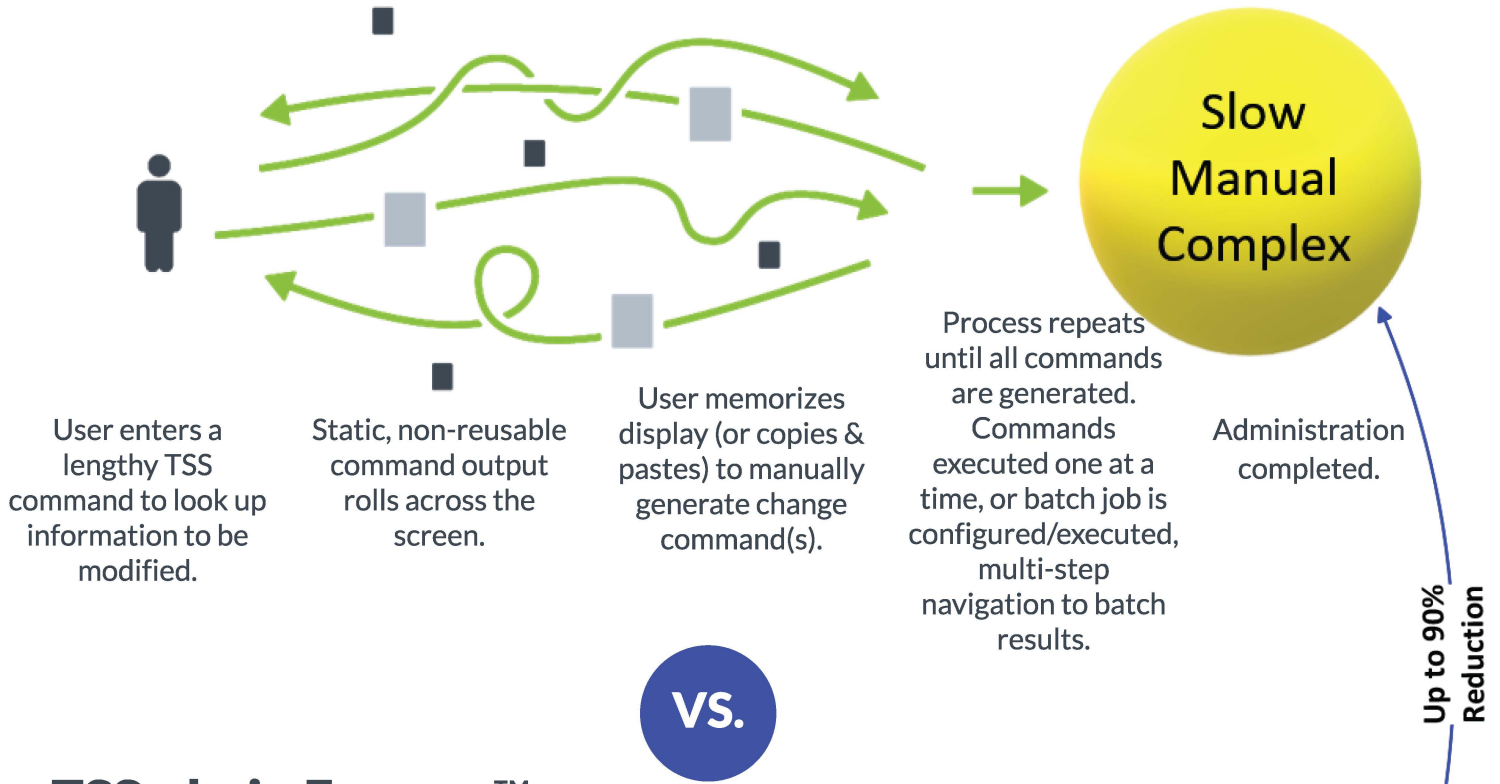 Slow
Manual
Complex
User enters a
lengthy TSS
command to look up
information to be
modified.
Static, non-reusable
command output
rolls across the
screen.
User memorizes
display (or copies &
pastes) to manually
generate change
command(s).
Process repeats
until all commands
are generated.
Commands
executed one at a
time, or batch job is
configured/executed,
multi-step
navigation to batch
results.
Administration
completed.
Up to 90%
Reduction
VS.